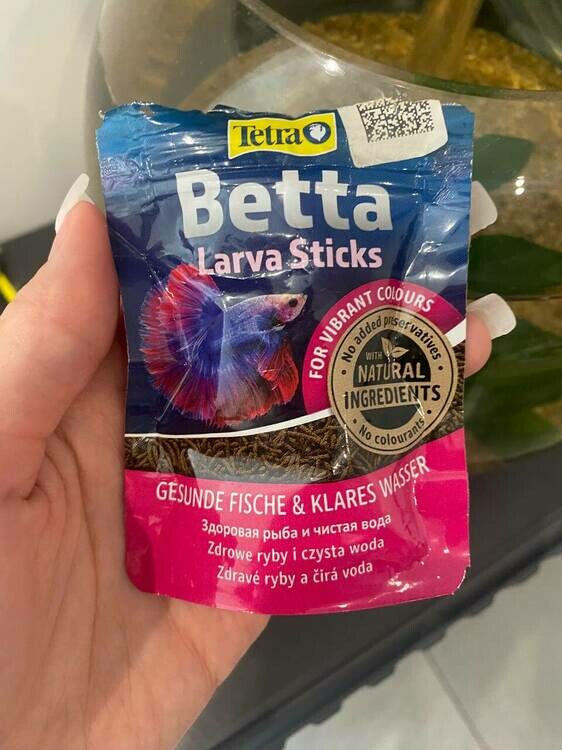 Tetra
Betta
Larva Sticks
FOR VIBRANT COLOURS
No added preservatives
WITH
NATURAL
INGREDIENTS
No colourants
GESUNDE FISCHE & KLARES WASSER
Здоровая рыба и чистая вода
Zdrowe ryby i czysta woda
Zdravé ryby a čirá voda